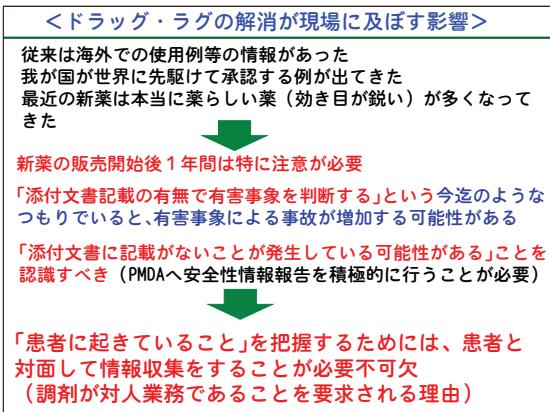 ＜ドラッグ・ラグの解消が現場に及ぼす影響＞
従来は海外での使用例等の情報があった
我が国が世界に先駆けて承認する例が出てきた
最近の新薬は本当に薬らしい薬（効き目が鋭い）が多くなって
きた
新薬の販売開始後１年間は特に注意が必要
「添付文書記載の有無で有害事象を判断する」という今迄のような
つもりでいると、有害事象による事故が増加する可能性がある
「添付文書に記載がないことが発生している可能性がある」ことを
認識すべき（PMDAへ安全性情報報告を積極的に行うことが必要）
「患者に起きていること」を把握するためには、患者と
対面して情報収集をすることが必要不可欠
（調剤が対人業務であることを要求される理由）